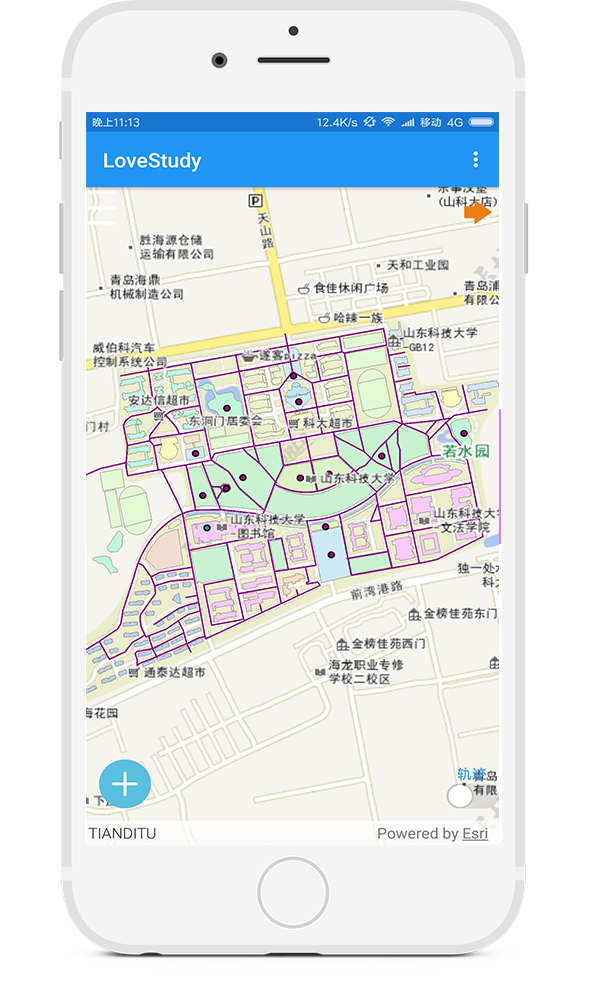 晚上11:13
12.4K/s
移动 4G
LoveStudy
(山科大店)
P
天山路
胜海源仓储
运输有限公司
天和工业园
青岛海鼎
机械制造公司
食佳休闲广场
青岛浦
有限公
哈辣一族
威伯科汽车
控制系统公司
遂客pizza
山东科技大学
-GB12
安达信超市
门村
东涧门居委会
科大超市
若水园
山东科技大学
山东科技大学
-图书馆
山东科技大学
-文法学院
独一处水
科大
前湾港路
金榜佳苑东门
金榜佳苑西门
海龙职业专修
学校二校区
通泰达超市
海花园
轨迹
青岛
有限
下
TIANDITU
Powered by Esri